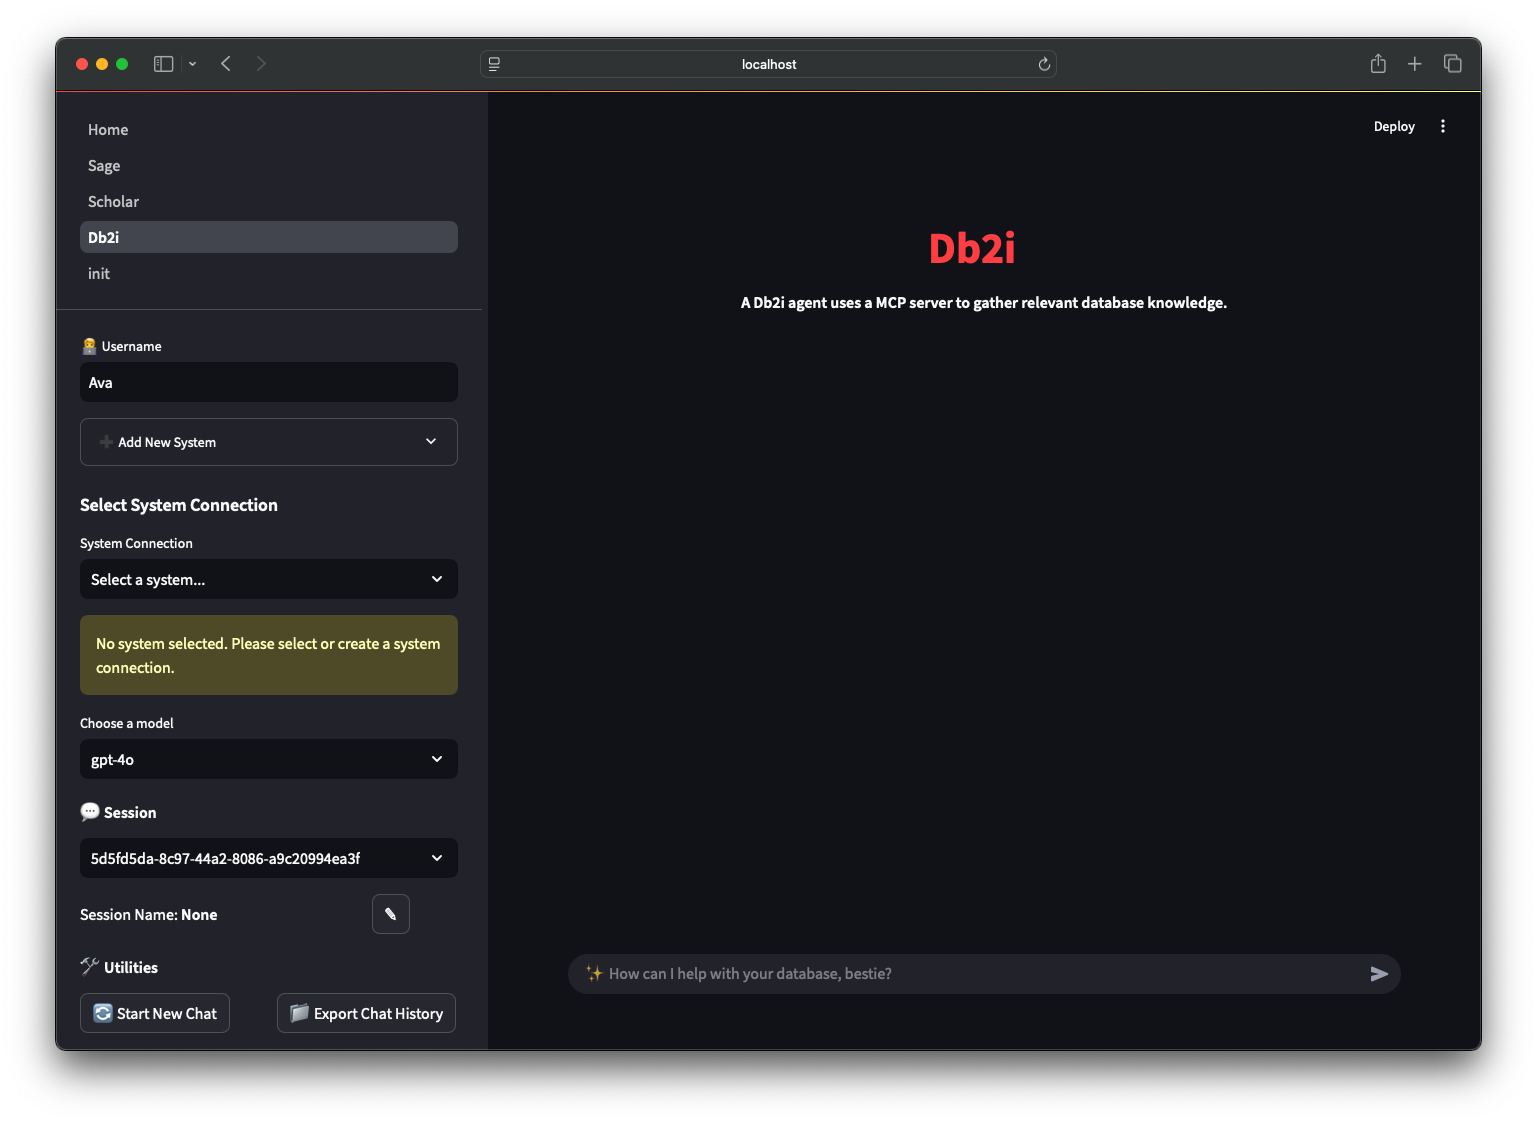 localhost
Home
Sage
Scholar
Db2i
init
Username
Ava
Add New System
Select System Connection
System Connection
Select a system...
No system selected. Please select or create a system
connection.
Choose a model
gpt-4o
Session
5d5fd5da-8c97-44a2-8086-a9c20994ea3f
Session Name: None
Utilities
Start New Chat
Export Chat History
Deploy
Db2i
A Db2i agent uses a MCP server to gather relevant database knowledge.
How can I help with your database, bestie?